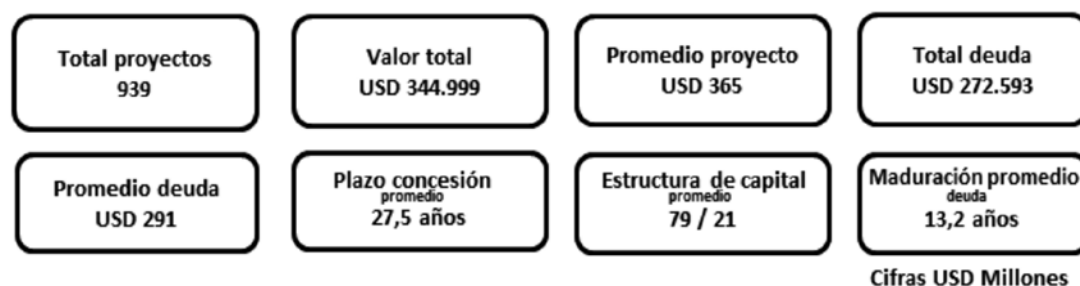 Total proyectos
939
Valor total
USD 344.999
Promedio proyecto
USD 365
Total deuda
USD 272.593
Promedio deuda
USD 291
Plazo concesión
promedio
27,5 años
Estructura de capital
promedio
79 / 21
Maduración promedio
deuda
13,2 años
Cifras USD Millones